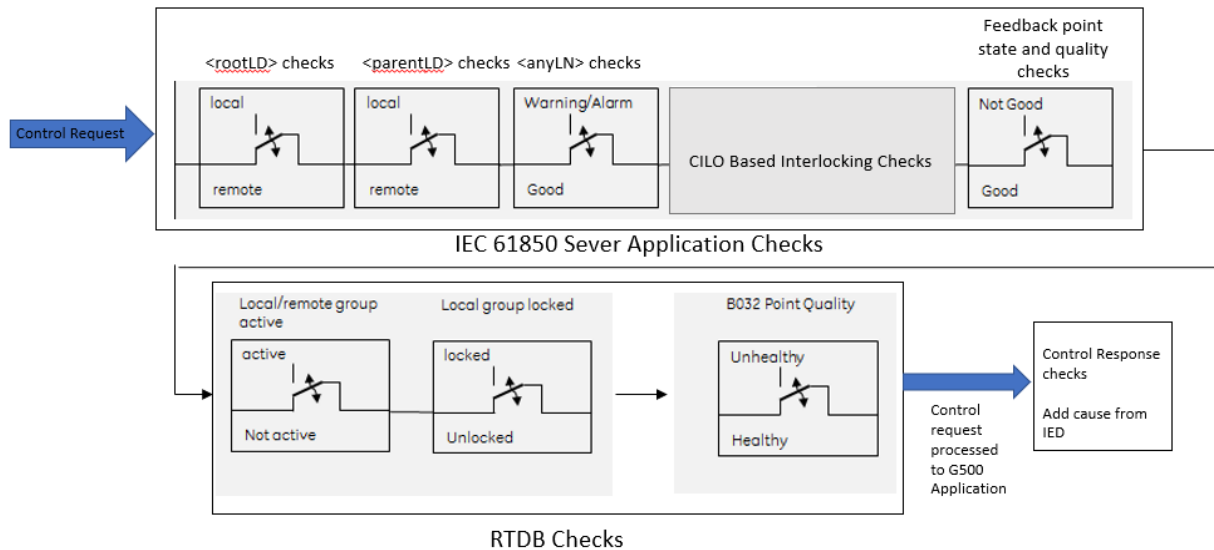 Feedback point
state and quality
checks
<rootLD> checks
<parentLD> checks
<anyLN> checks
local
local
Warning/Alarm
Not Good
Control Request
CILO Based Interlocking Checks
remote
remote
Good
Good
IEC 61850 Sever Application Checks
Local/remote group
active
Local group locked
B032 Point Quality
active
locked
Unhealthy
Not active
Unlocked
Healthy
Control Response
checks
Add cause from
IED
Control
request
processed
to G500
Application
RTDB Checks